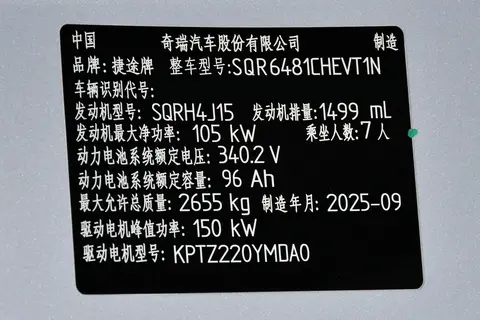 中国 奇瑞汽车股份有限公司 制造
品牌: 捷途牌 整车型号:SQR6481CHEVT1N
车辆识别代号:
发动机型号: SQRH4J15 发动机排量: 1499 mL
发动机最大净功率: 105 kW 乘坐人数: 7 人
动力电池系统额定电压: 340.2 V
动力电池系统额定容量: 96 Ah
最大允许总质量: 2655 kg 制造年月: 2025-09
驱动电机峰值功率: 150 kW
驱动电机型号: KPTZ220YMDA0